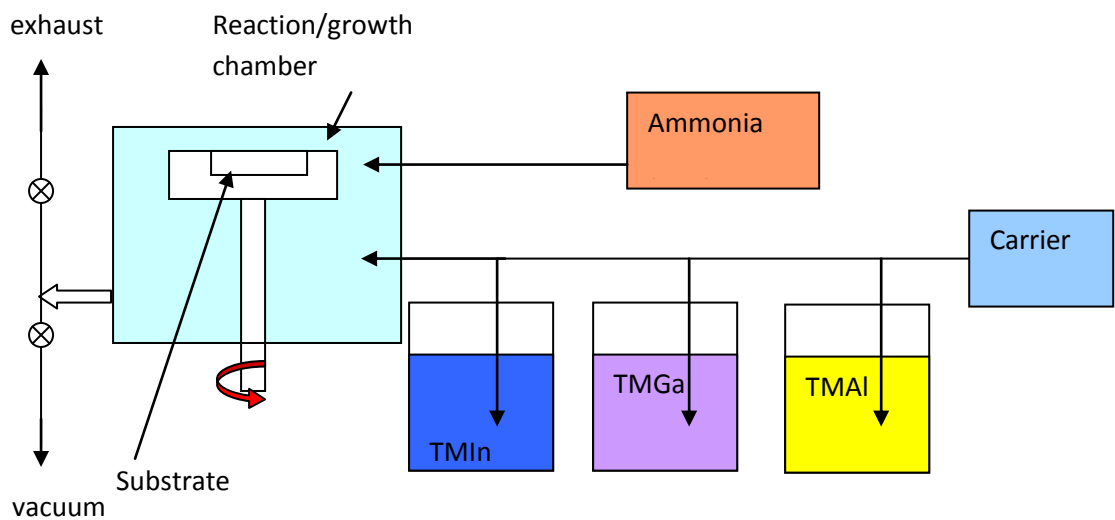 exhaust
Reaction/growth
chamber
Ammonia
Carrier
TMGa
TMAl
TMIn
Substrate
vacuum